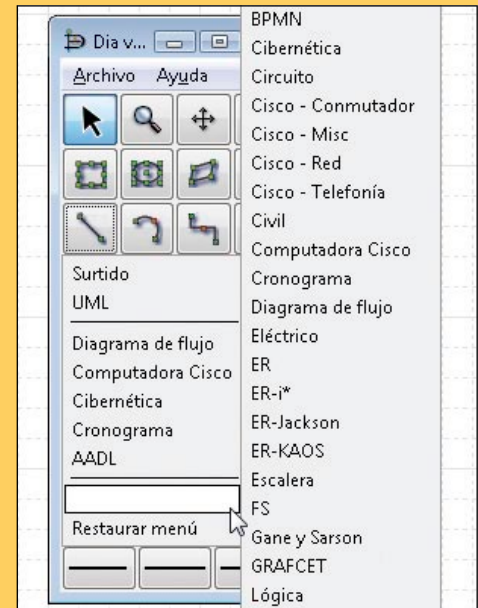 Dia v...
Archivo Ayuda
Surtido
UML
Diagrama de flujo
Computadora Cisco
Cibernética
Cronograma
AADL
Restaurar menú
BPMN
Cibernética
Circuito
Cisco - Conmutador
Cisco - Misc
Cisco - Red
Cisco - Telefonía
Civil
Computadora Cisco
Cronograma
Diagrama de flujo
Eléctrico
ER
ER-i*
ER-Jackson
ER-KAOS
Escalera
FS
Gane y Sarson
GRAFCET
Lógica